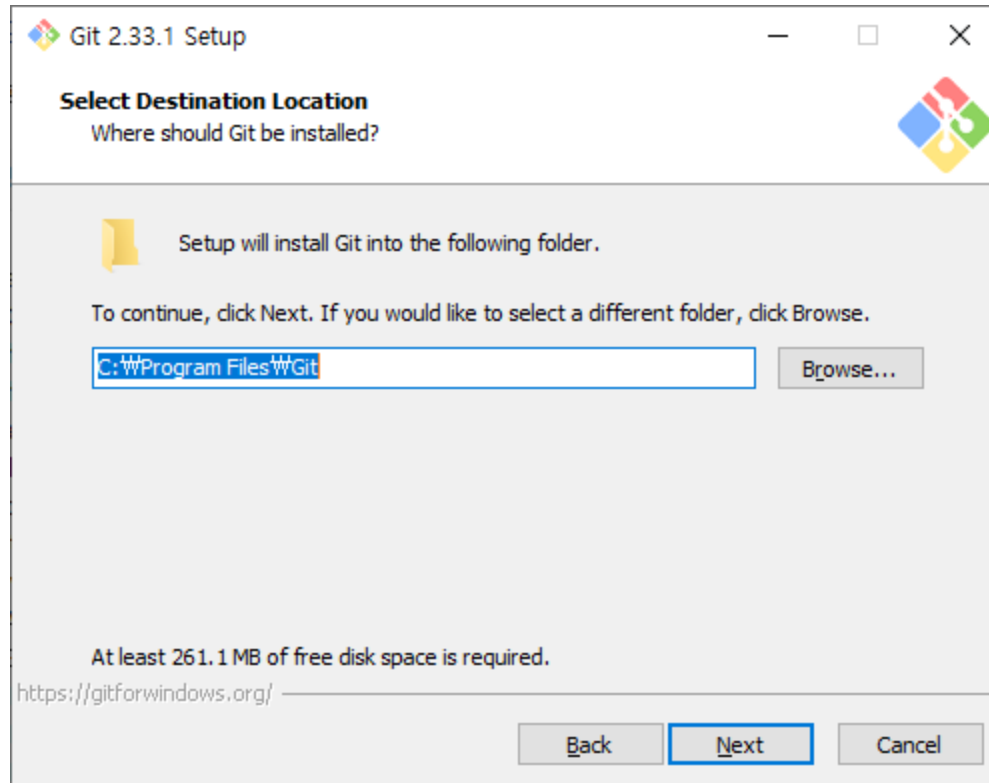 Git 2.33.1 Setup
Select Destination Location
Where should Git be installed?
Setup will install Git into the following folder.
To continue, click Next. If you would like to select a different folder, click Browse.
C:₩Program Files₩Git
Browse...
At least 261.1 MB of free disk space is required.
https://gitforwindows.org/
Back
Next
Cancel